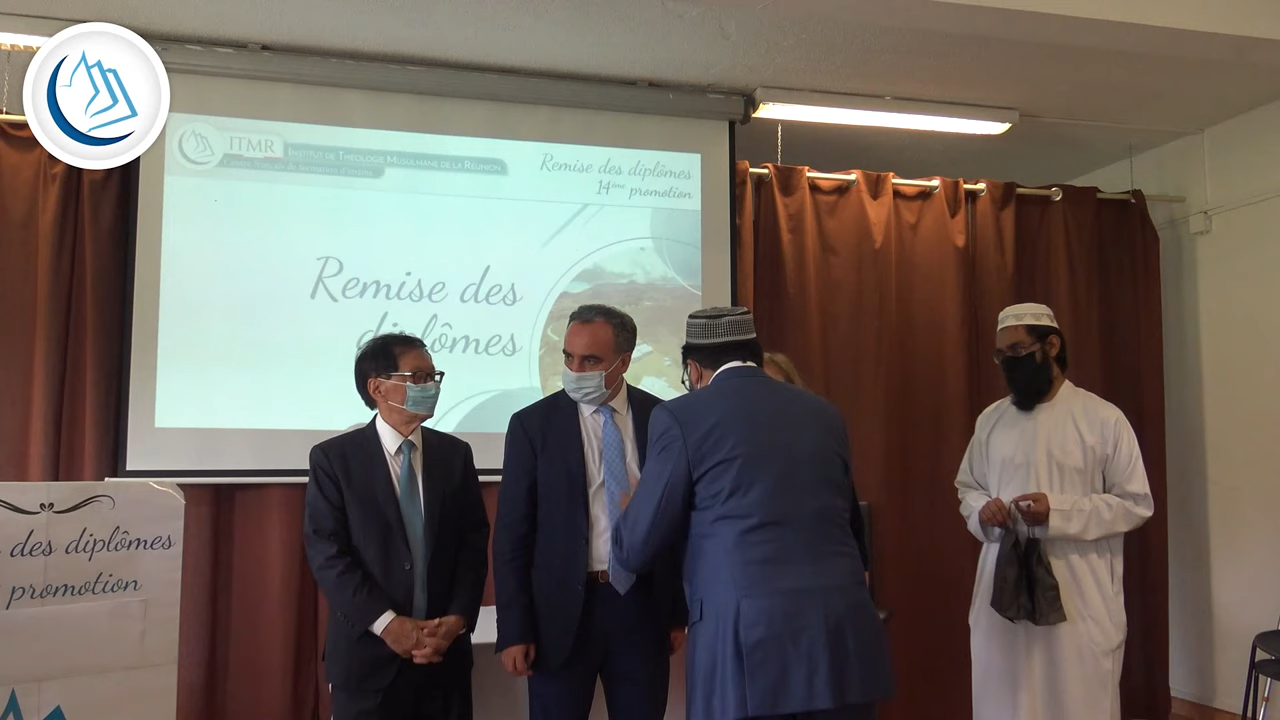 ITMR
INSTITUT DE THÉOLOGIE MUSULMANE DE LA RÉUNION
Remise des diplômes
14ème promotion
Remise des
diplômes
des diplômes
promotion